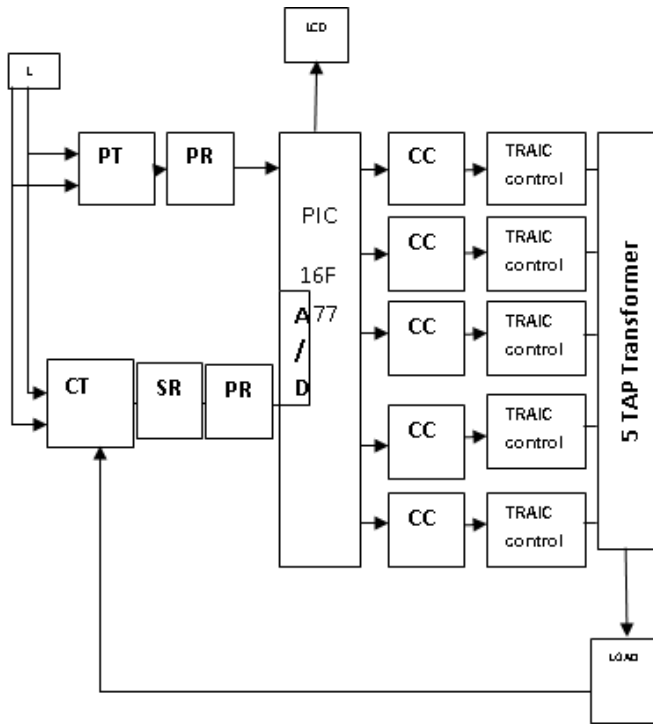 LCD
L
PT
PR
PIC
16F
77
A
/
D
CT
SR
PR
CC
TRAIC
control
CC
TRAIC
control
CC
TRAIC
control
CC
TRAIC
control
CC
TRAIC
control
5 TAP Transformer
LOAD